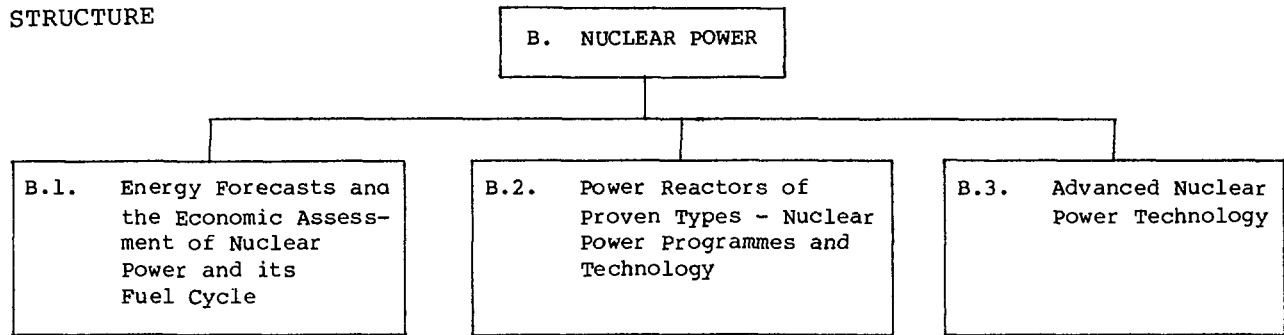 STRUCTURE
B. NUCLEAR POWER
B.1. Energy Forecasts and
the Economic Assess-
ment of Nuclear
Power and its
Fuel Cycle
B.2. Power Reactors of
Proven Types - Nuclear
Power Programmes and
Technology
B.3. Advanced Nuclear
Power Technology